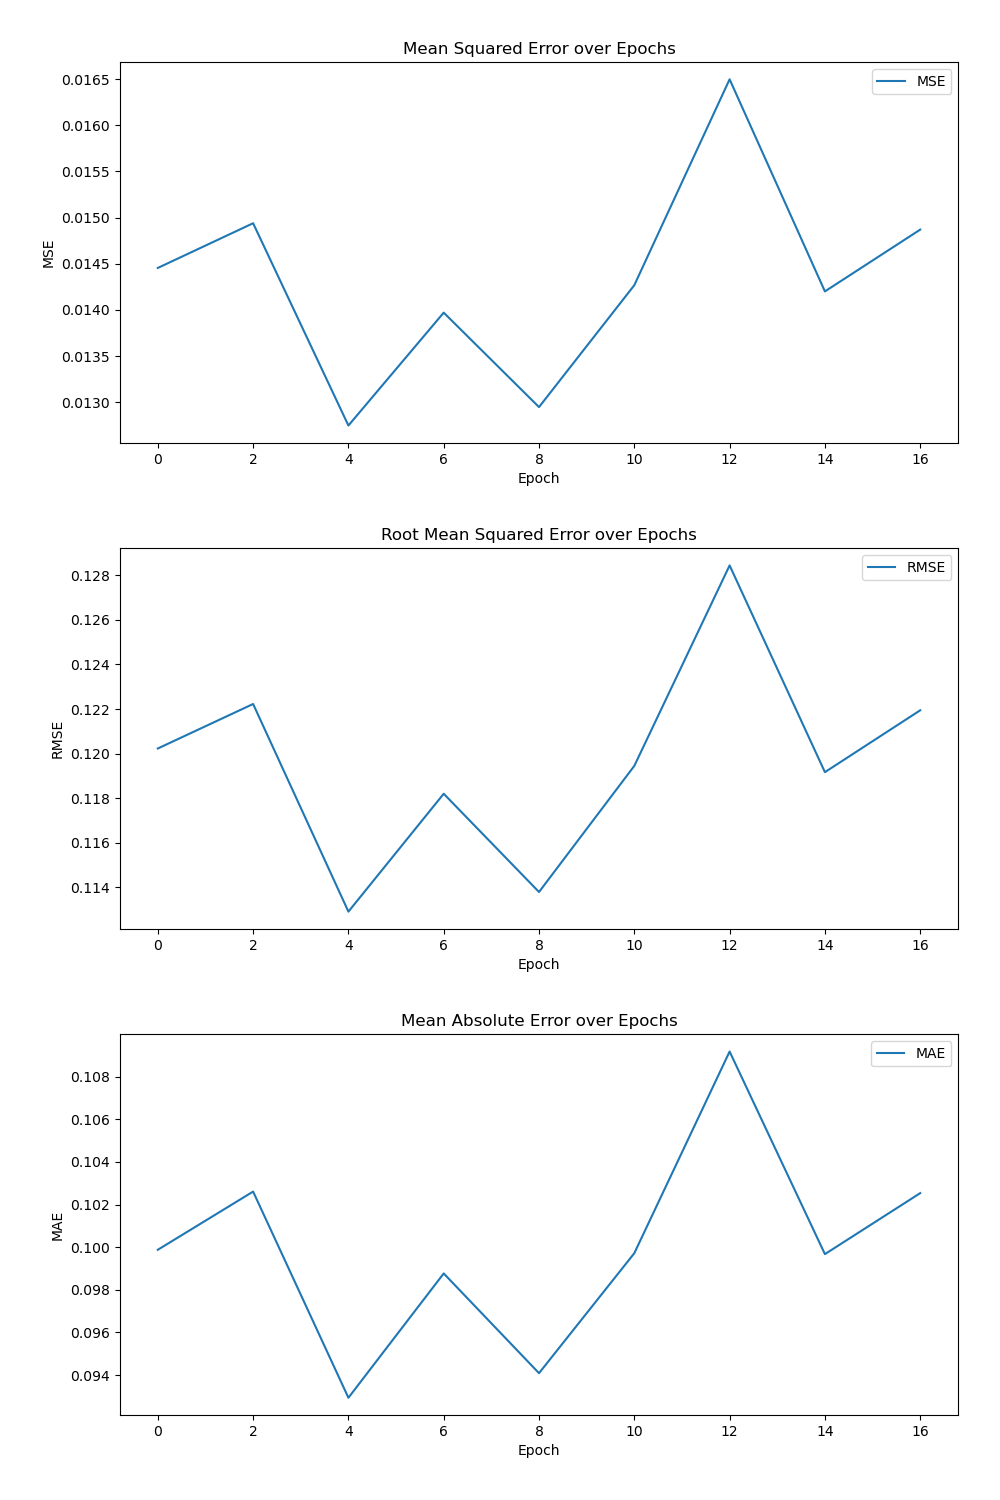 Mean Squared Error over Epochs
MSE
0.0165
0.0160
0.0155
0.0150
0.0145
0.0140
0.0135
0.0130
MSE
0 2 4 6 8 10 12 14 16
Epoch
Root Mean Squared Error over Epochs
RMSE
0.128
0.126
0.124
0.122
0.120
0.118
0.116
0.114
RMSE
0 2 4 6 8 10 12 14 16
Epoch
Mean Absolute Error over Epochs
MAE
0.108
0.106
0.104
0.102
0.100
0.098
0.096
0.094
MAE
0 2 4 6 8 10 12 14 16
Epoch